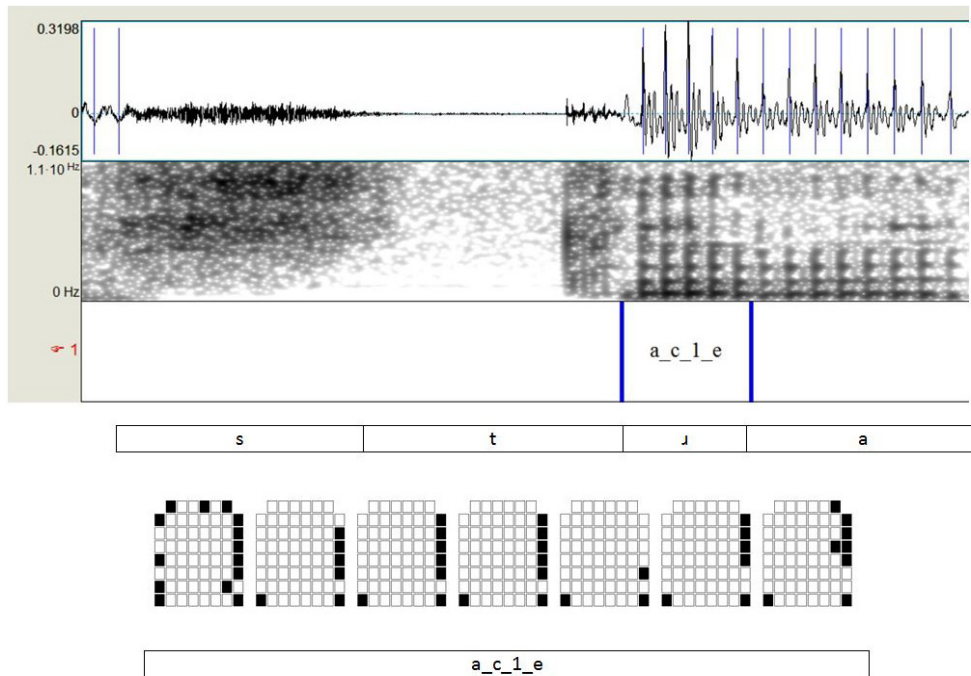 0.3198
0
-0.1615
1.1·10 Hz
0 Hz
☞ 1
a_c_1_e
s t ɹ a
a_c_1_e